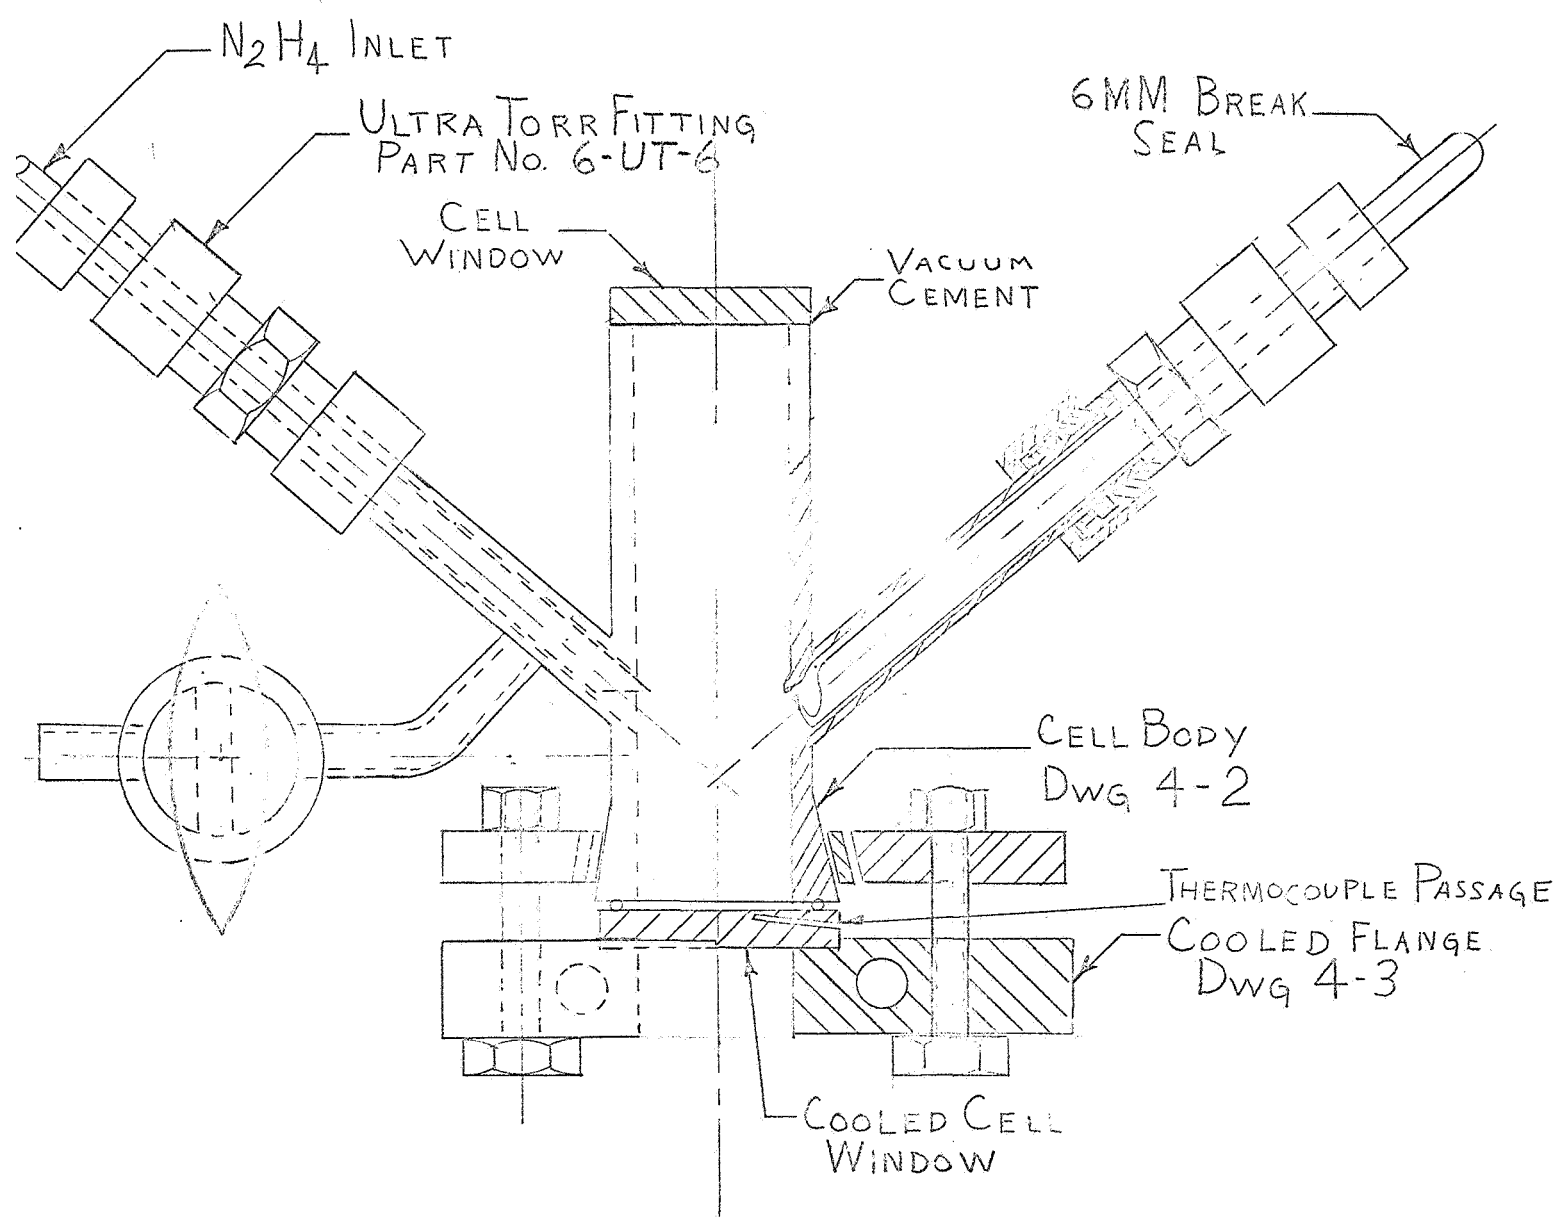 N2H4 INLET
ULTRA TORR FITTING
PART NO. 6-UT-6
6MM BREAK
SEAL
CELL
WINDOW
VACUUM
CEMENT
CELL BODY
DWG 4-2
THERMOCOUPLE PASSAGE
COOLED FLANGE
DWG 4-3
COOLED CELL
WINDOW